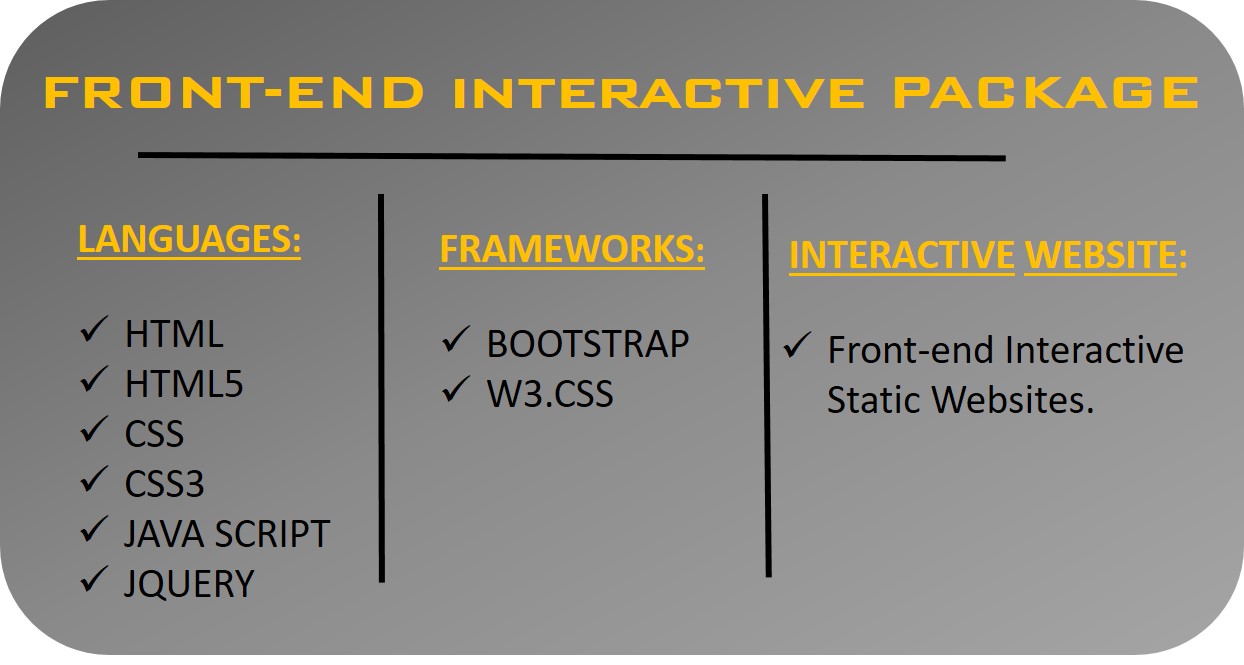 FRONT-END INTERACTIVE PACKAGE
LANGUAGES:
✓ HTML
✓ HTML5
✓ CSS
✓ CSS3
✓ JAVA SCRIPT
✓ JQUERY
FRAMEWORKS:
✓ BOOTSTRAP
✓ W3.CSS
INTERACTIVE WEBSITE:
✓ Front-end Interactive
Static Websites.